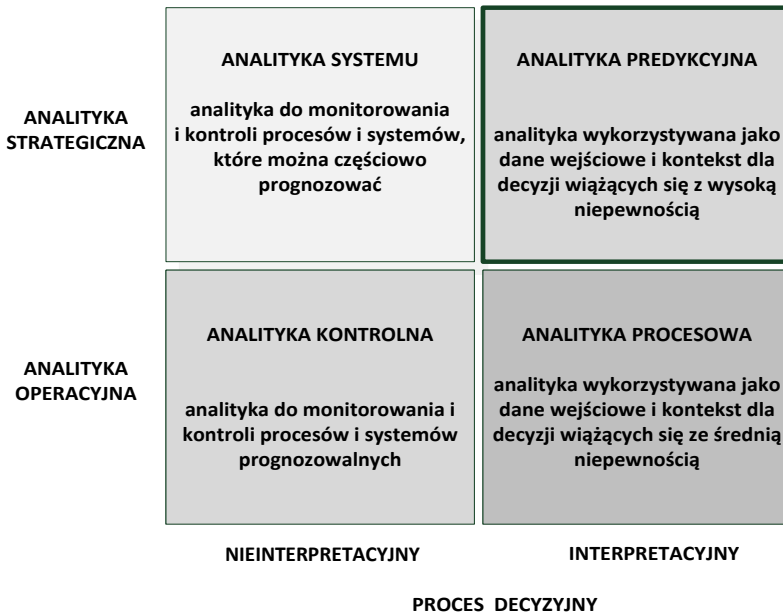 ANALITYKA SYSTEMU
analityka do monitorowania
i kontroli procesów i systemów,
które można częściowo
prognozować
ANALITYKA PREDYKCYJNA
analityka wykorzystywana jako
dane wejściowe i kontekst dla
decyzji wiążących się z wysoką
niepewnością
ANALITYKA
STRATEGICZNA
ANALITYKA KONTROLNA
analityka do monitorowania i
kontroli procesów i systemów
prognozowalnych
ANALITYKA PROCESOWA
analityka wykorzystywana jako
dane wejściowe i kontekst dla
decyzji wiążących się ze średnią
niepewnością
ANALITYKA
OPERACYJNA
NIEINTERPRETACYJNY
INTERPRETACYJNY
PROCES DECYZYJNY